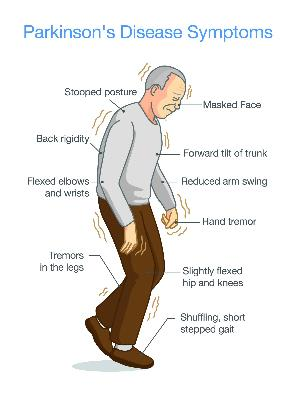 Parkinson's Disease Symptoms
Stooped posture
Masked Face
Back rigidity
Forward tilt of trunk
Flexed elbows
and wrists
Reduced arm swing
Hand tremor
Tremors
in the legs
Slightly flexed
hip and knees
Shuffling, short
stepped gait